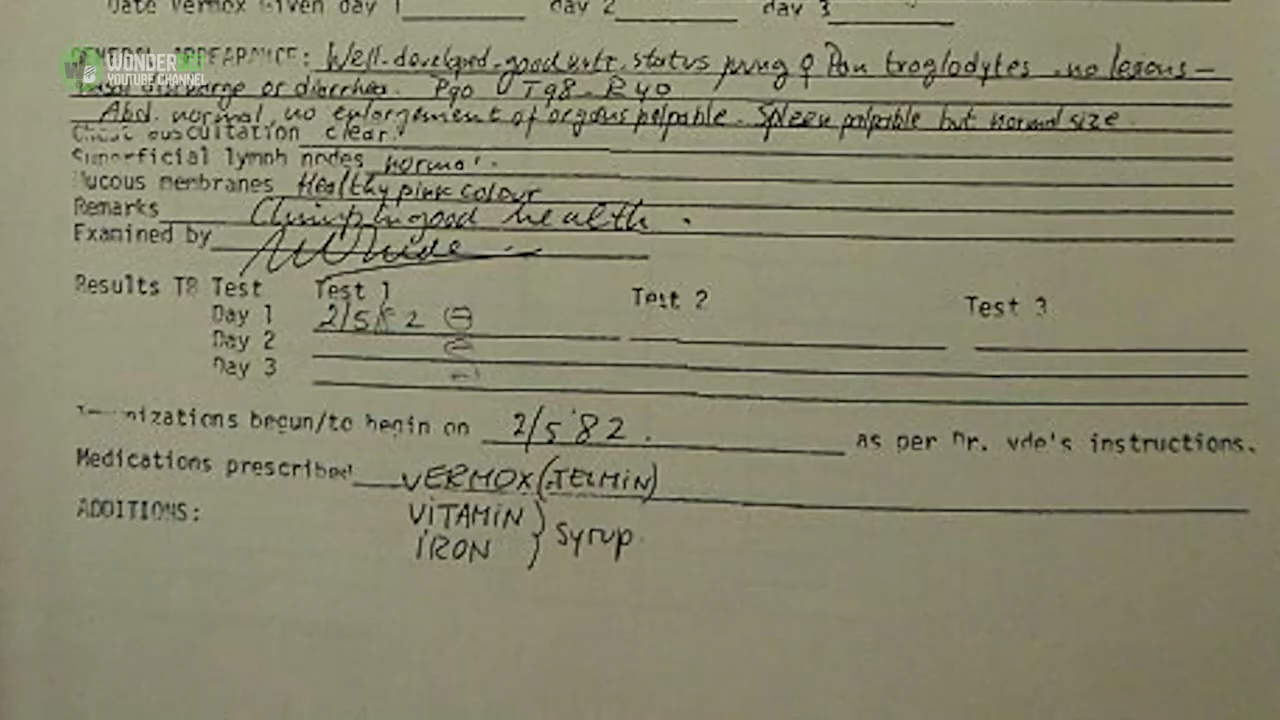 Date Vermox Given day 1 day 2 day 3
WONDER
YOUTUBE CHANNEL
GENERAL APPEARANCE: Well-developed, good nutr. status young ♀ Pan troglodytes - no lesions -
nasal discharge or diarrhea. P90 T98 - R40
Abd. normal, no enlargement of organs palpable. Spleen palpable but normal size.
Chest auscultation clear.
Superficial lymph nodes normal.
Mucous membranes Healthy pink colour
Remarks Chimp in good health.
Examined by
Results TB Test Test 1 Test 2 Test 3
Day 1 2/5/82 ⊖
Day 2
Day 3
Immunizations begun/to begin on 2/5'82. as per Dr. instructions.
Medications prescribed VERMOX (TELMIN)
ADDITIONS: VITAMIN } Syrup
IRON